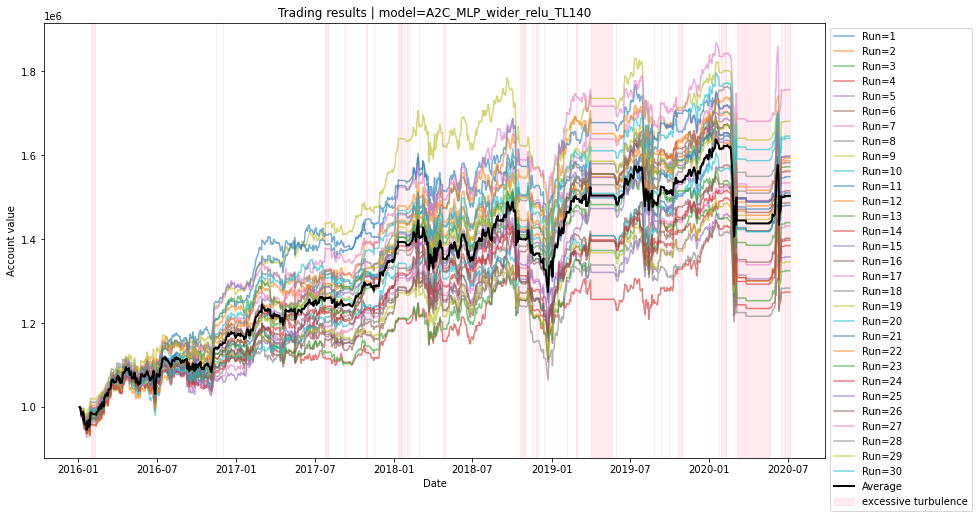 Trading results | model=A2C_MLP_wider_relu_TL140
1e6
1.8
1.6
1.4
1.2
1.0
Account value
2016-01
2016-07
2017-01
2017-07
2018-01
2018-07
2019-01
2019-07
2020-01
2020-07
Date
Run=1
Run=2
Run=3
Run=4
Run=5
Run=6
Run=7
Run=8
Run=9
Run=10
Run=11
Run=12
Run=13
Run=14
Run=15
Run=16
Run=17
Run=18
Run=19
Run=20
Run=21
Run=22
Run=23
Run=24
Run=25
Run=26
Run=27
Run=28
Run=29
Run=30
Average
excessive turbulence